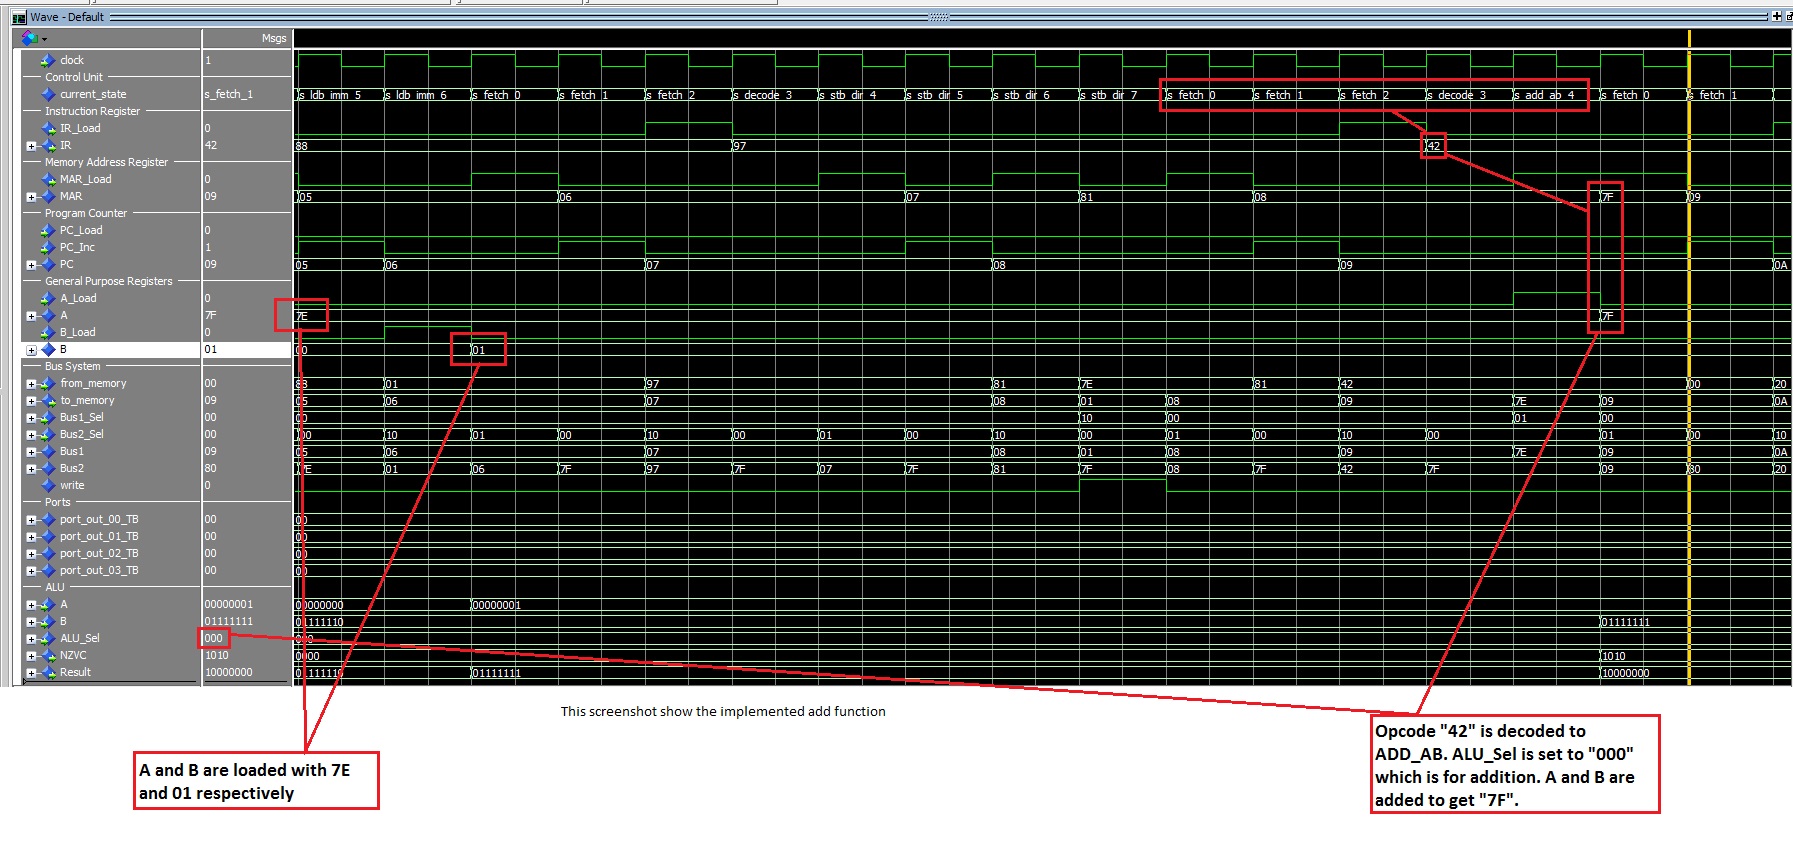 Wave - Default
Msgs
clock 1
Control Unit
current_state s_fetch_1 s_ldb_imm_5 s_ldb_imm_6 s_fetch_0 s_fetch_1 s_fetch_2 s_decode_3 s_stb_dir_4 s_stb_dir_5 s_stb_dir_6 s_stb_dir_7 s_fetch_0 s_fetch_1 s_fetch_2 s_decode_3 s_add_ab_4 s_fetch_0 s_fetch_1
Instruction Register
IR_Load 0
IR 42 88 97 42
Memory Address Register
MAR_Load 0
MAR 09 05 06 07 81 08 7F 09
Program Counter
PC_Load 0
PC_Inc 1
PC 09 05 06 07 08 09 0A
General Purpose Registers
A_Load 0
A 7F 7E 7F
B_Load 0
B 01 00 01
Bus System
from_memory 00 88 01 97 81 7E 81 42 00 20
to_memory 09 05 06 07 08 01 08 09 7E 09 0A
Bus1_Sel 00 00 10 00 01 00
Bus2_Sel 00 00 10 01 00 10 00 01 00 10 00 01 00 10 00 01 00 10
Bus1 09 05 06 07 08 01 08 09 7E 09 0A
Bus2 80 7E 01 06 7F 97 7F 07 7F 81 7F 08 7F 42 7F 09 80 20
write 0
Ports
port_out_00_TB 00 00
port_out_01_TB 00 00
port_out_02_TB 00 00
port_out_03_TB 00 00
ALU
A 00000001 00000000 00000001
B 01111111 01111110 01111111
ALU_Sel 000 000
NZVC 1010 0000 1010
Result 10000000 01111110 01111111 10000000
This screenshot show the implemented add function
A and B are loaded with 7E
and 01 respectively
Opcode "42" is decoded to
ADD_AB. ALU_Sel is set to "000"
which is for addition. A and B are
added to get "7F".